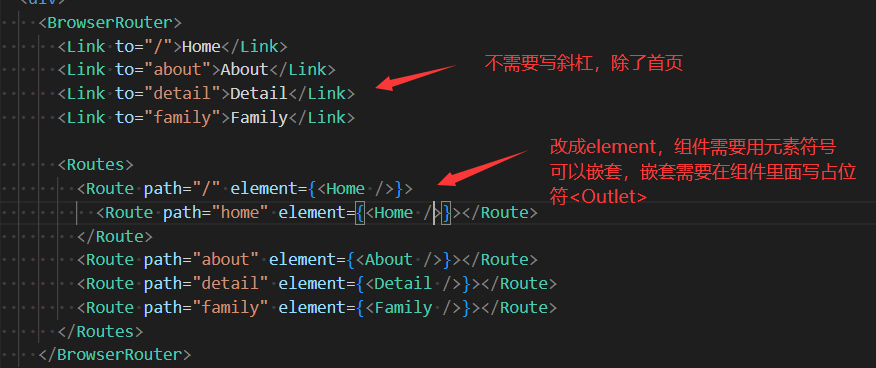 <div>
<BrowserRouter>
<Link to="/">Home</Link>
<Link to="about">About</Link>
<Link to="detail">Detail</Link>
<Link to="family">Family</Link>
不需要写斜杠，除了首页
<Routes>
<Route path="/" element={<Home />}>
<Route path="home" element={<Home />}></Route>
</Route>
<Route path="about" element={<About />}></Route>
<Route path="detail" element={<Detail />}></Route>
<Route path="family" element={<Family />}></Route>
</Routes>
</BrowserRouter>
改成element，组件需要用元素符号
可以嵌套，嵌套需要在组件里面写占位
符<Outlet>